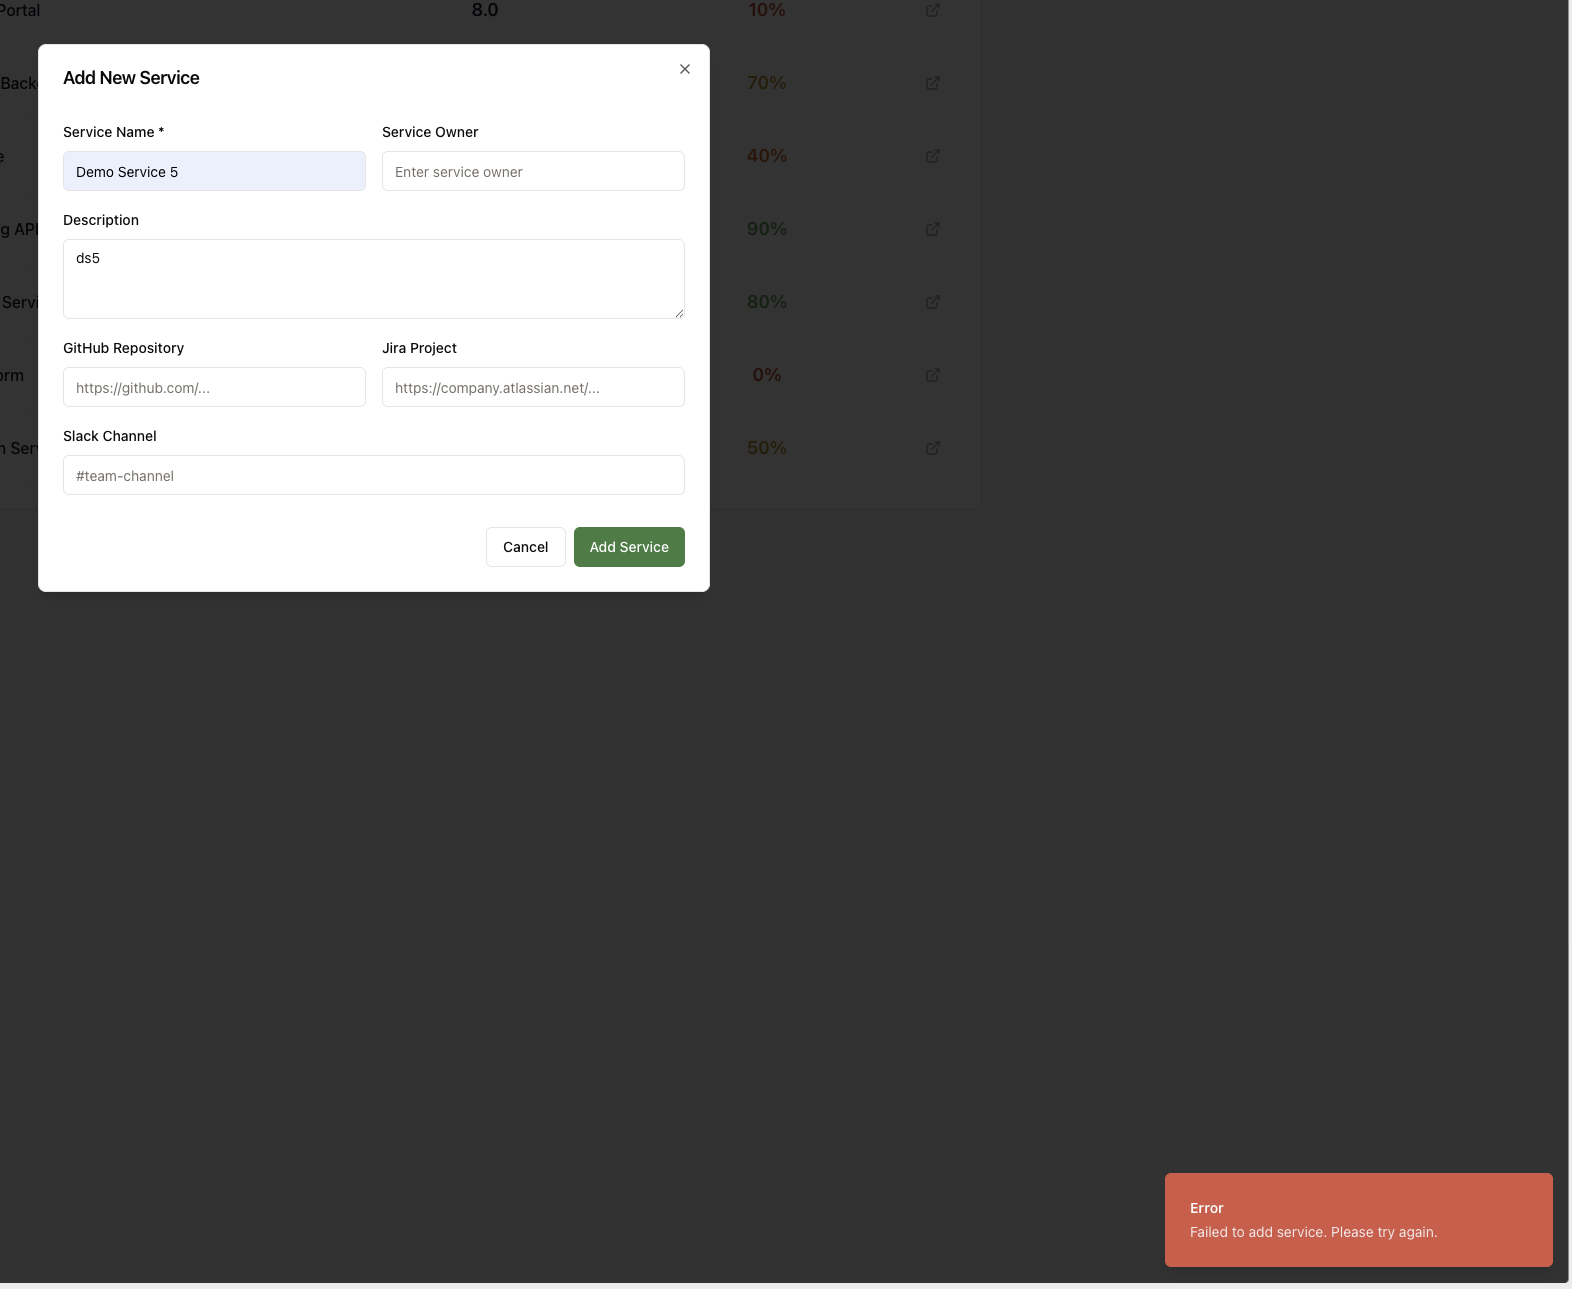 Portal 8.0 10%
Add New Service
Back 70%
Service Name * Service Owner
e 40%
Demo Service 5 Enter service owner
Description
g API 90%
ds5
Servi 80%
GitHub Repository Jira Project
orm 0%
https://github.com/... https://company.atlassian.net/...
Slack Channel
n Serv 50%
#team-channel
Cancel Add Service
Error
Failed to add service. Please try again.